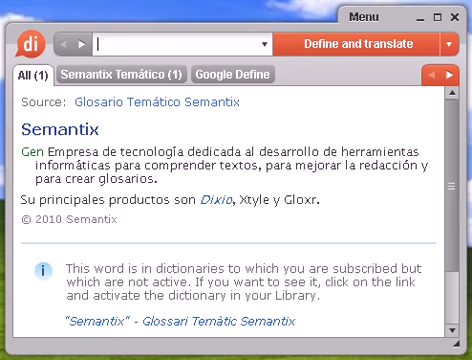 Menu
di
Define and translate
All (1)
Semantix Temático (1)
Google Define
Source: Glosario Temático Semantix
Semantix
Gen Empresa de tecnología dedicada al desarrollo de herramientas
informáticas para comprender textos, para mejorar la redacción y
para crear glosarios.
Su principales productos son Dixio, Xtyle y Gloxr.
© 2010 Semantix
i
This word is in dictionaries to which you are subscribed but
which are not active. If you want to see it, click on the link
and activate the dictionary in your Library.
"Semantix" - Glossari Temàtic Semantix